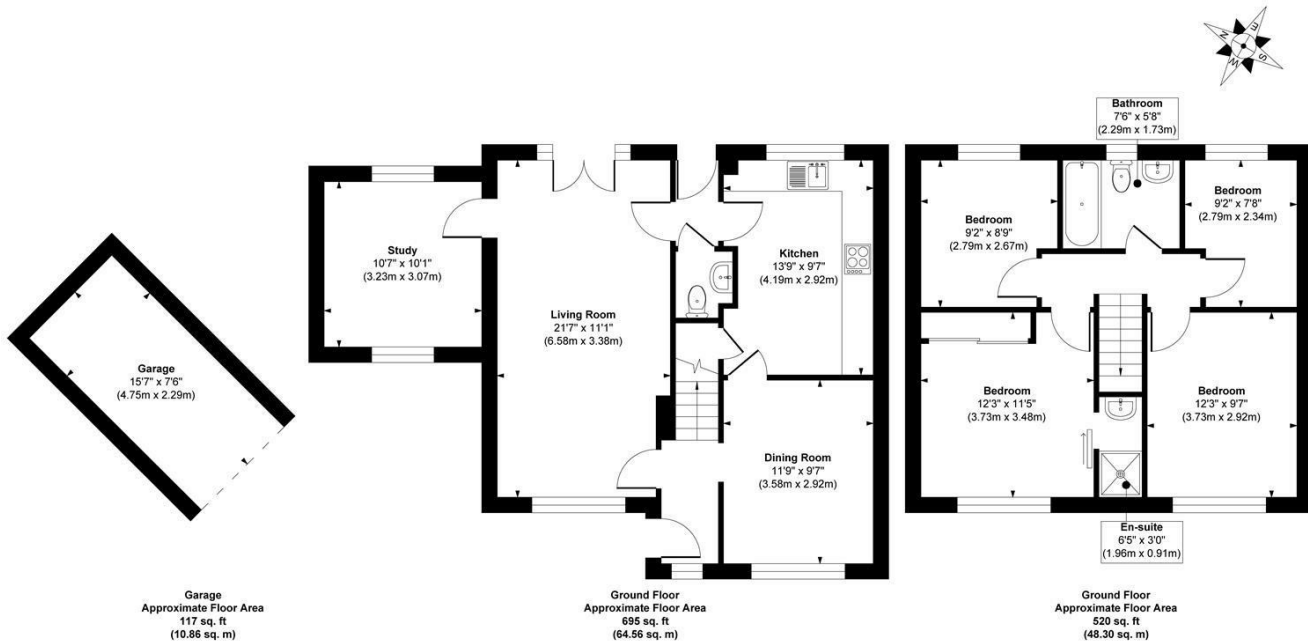 N
E
W
S
Bathroom
7'6" x 5'8"
(2.29m x 1.73m)
Study
10'7" x 10'1"
(3.23m x 3.07m)
Living Room
21'7" x 11'1"
(6.58m x 3.38m)
Kitchen
13'9" x 9'7"
(4.19m x 2.92m)
Bedroom
9'2" x 8'9"
(2.79m x 2.67m)
Bedroom
9'2" x 7'8"
(2.79m x 2.34m)
Garage
15'7" x 7'6"
(4.75m x 2.29m)
Dining Room
11'9" x 9'7"
(3.58m x 2.92m)
Bedroom
12'3" x 11'5"
(3.73m x 3.48m)
Bedroom
12'3" x 9'7"
(3.73m x 2.92m)
En-suite
6'5" x 3'0"
(1.96m x 0.91m)
Garage
Approximate Floor Area
117 sq. ft
(10.86 sq. m)
Ground Floor
Approximate Floor Area
695 sq. ft
(64.56 sq. m)
Ground Floor
Approximate Floor Area
520 sq. ft
(48.30 sq. m)